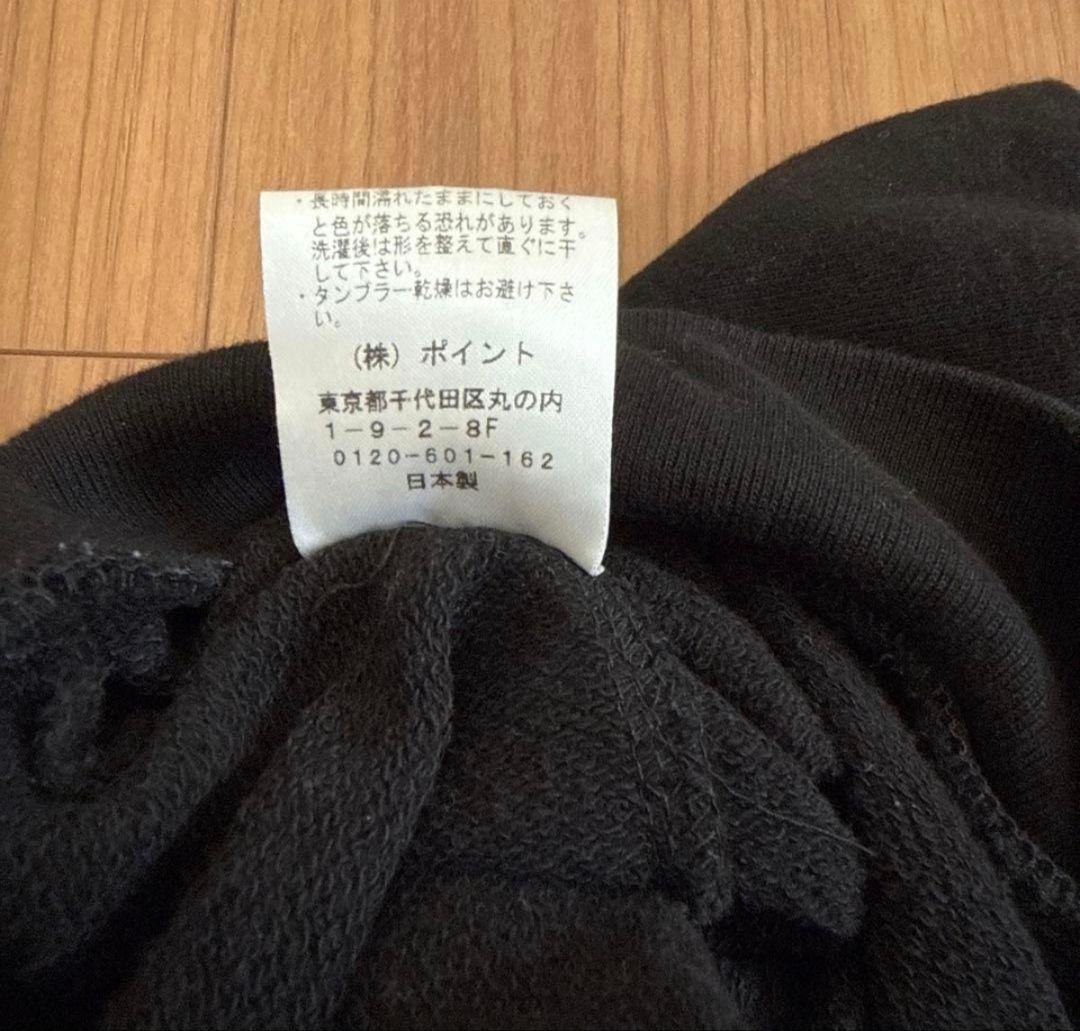 ・長時間濡れたままにしておく
と色が落ちる恐れがあります。
洗濯後は形を整えて直ぐに干
して下さい。
・タンブラー乾燥はお避け下さ
い。
(株) ポイント
東京都千代田区丸の内
1-9-2-8F
0120-601-162
日本製